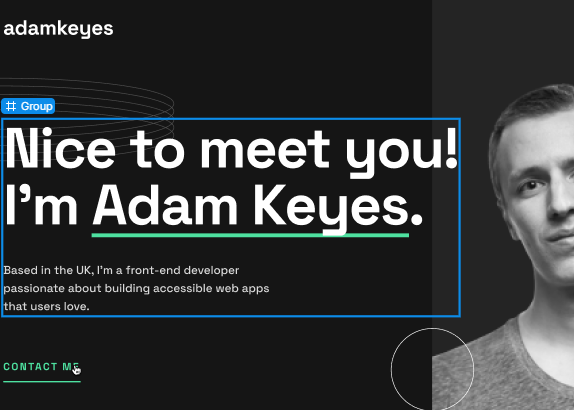 adamkeyes
Group
Nice to meet you!
I'm Adam Keyes.
Based in the UK, I'm a front-end developer
passionate about building accessible web apps
that users love.
CONTACT ME